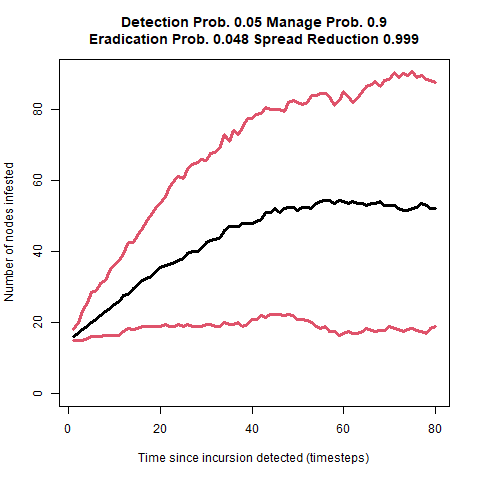 Detection Prob. 0.05 Manage Prob. 0.9
Eradication Prob. 0.048 Spread Reduction 0.999
Number of nodes infested
80
60
40
20
0
0 20 40 60 80
Time since incursion detected (timesteps)